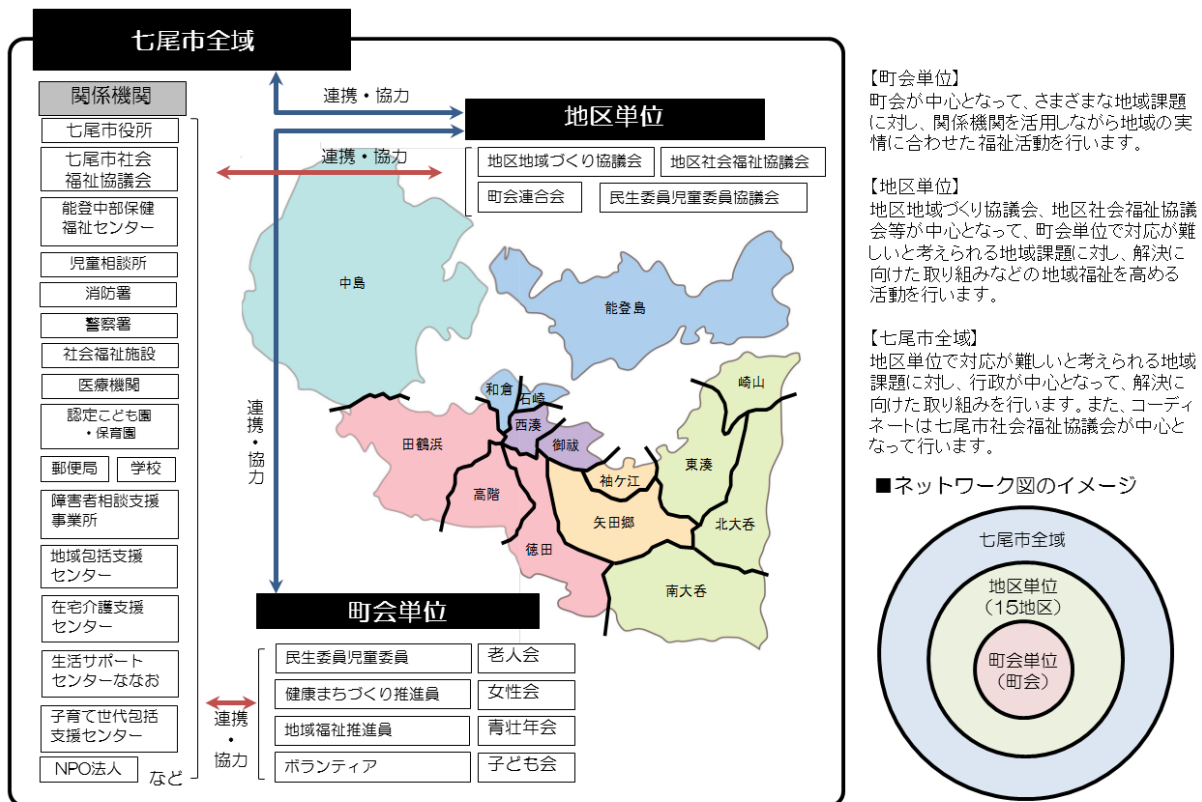 七尾市全域
関係機関
七尾市役所
七尾市社会
福祉協議会
能登中部保健
福祉センター
児童相談所
消防署
警察署
社会福祉施設
医療機関
認定こども園
・保育園
郵便局
学校
障害者相談支援
事業所
地域包括支援
センター
在宅介護支援
センター
生活サポート
センターななお
子育て世代包括
支援センター
NPO法人
など
連携・協力
地区単位
連携・協力
地区地域づくり協議会
地区社会福祉協議会
町会連合会
民生委員児童委員協議会
中島
能登島
和倉
石崎
西湊
御祓
田鶴浜
高階
徳田
袖ケ江
矢田郷
崎山
東湊
北大呑
南大呑
連携・協力
町会単位
連携
・
協力
民生委員児童委員
老人会
健康まちづくり推進員
女性会
地域福祉推進員
青壮年会
ボランティア
子ども会
【町会単位】
町会が中心となって、さまざまな地域課題
に対し、関係機関を活用しながら地域の実
情に合わせた福祉活動を行います。
【地区単位】
地区地域づくり協議会、地区社会福祉協議
会等が中心となって、町会単位で対応が難
しいと考えられる地域課題に対し、解決に
向けた取り組みなどの地域福祉を高める
活動を行います。
【七尾市全域】
地区単位で対応が難しいと考えられる地域
課題に対し、行政が中心となって、解決に
向けた取り組みを行います。また、コーディ
ネートは七尾市社会福祉協議会が中心と
なって行います。
■ネットワーク図のイメージ
七尾市全域
地区単位
（15地区）
町会単位
（町会）